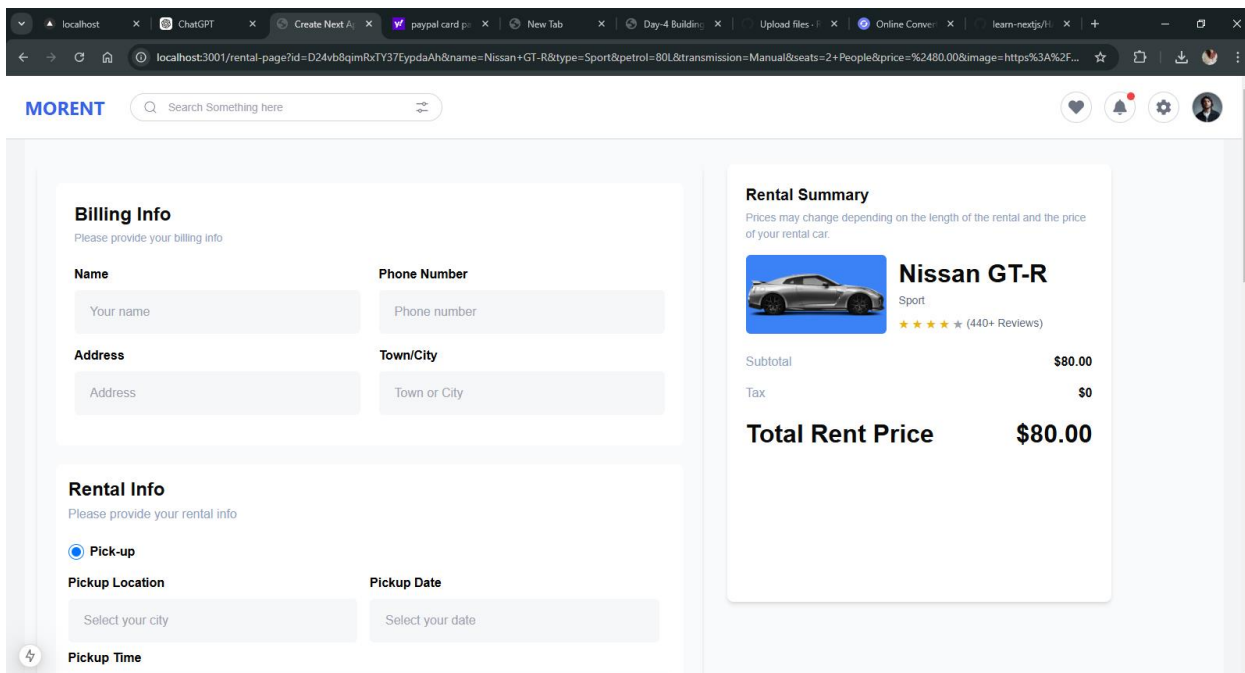 localhost
ChatGPT
Create Next Ap
paypal card pa
New Tab
Day-4 Building
Upload files ·
Online Conver
learn-nextjs/H
localhost:3001/rental-page?id=D24vb8qimRxTY37EypdaAh&name=Nissan+GT-R&type=Sport&petrol=80L&transmission=Manual&seats=2+People&price=%2480.00&image=https%3A%2F...
MORENT
Search Something here
Billing Info
Please provide your billing info
Name
Phone Number
Your name
Phone number
Address
Town/City
Address
Town or City
Rental Info
Please provide your rental info
Pick-up
Pickup Location
Pickup Date
Select your city
Select your date
Pickup Time
Rental Summary
Prices may change depending on the length of the rental and the price
of your rental car.
Nissan GT-R
Sport
(440+ Reviews)
Subtotal
$80.00
Tax
$0
Total Rent Price
$80.00